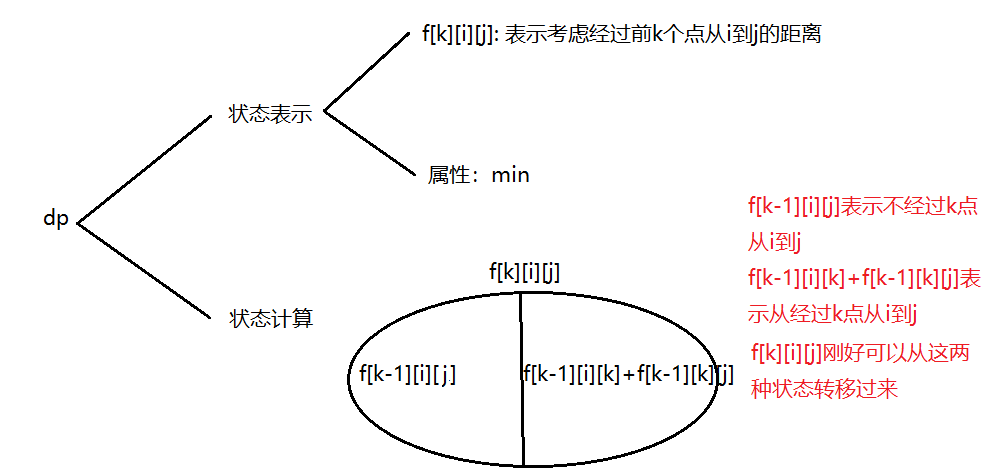 f[k][i][j]: 表示考虑经过前k个点从i到j的距离
状态表示
属性：min
dp
f[k-1][i][j]表示不经过k点
从i到j
f[k-1][i][k]+f[k-1][k][j]表
示从经过k点从i到j
f[k][i][j]刚好可以从这两
种状态转移过来
状态计算
f[k][i][j]
f[k-1][i][j]
f[k-1][i][k]+f[k-1][k][j]